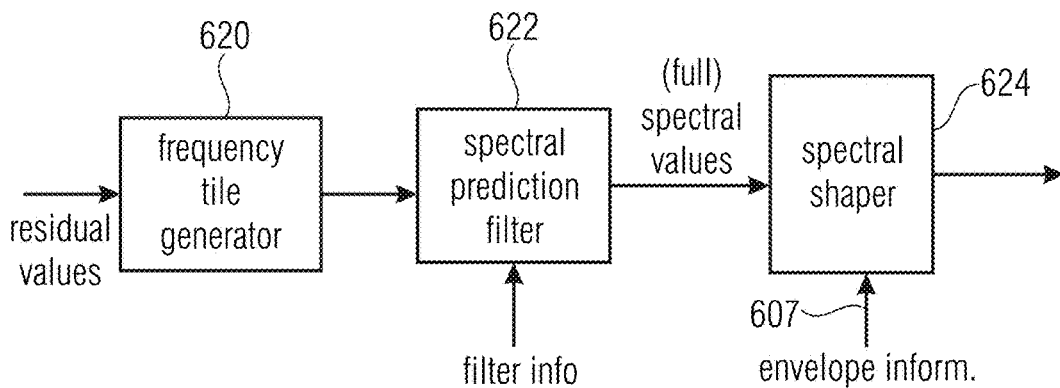 620
622
624
frequency
tile
generator
spectral
prediction
filter
(full)
spectral
values
spectral
shaper
residual
values
607
filter info
envelope inform.